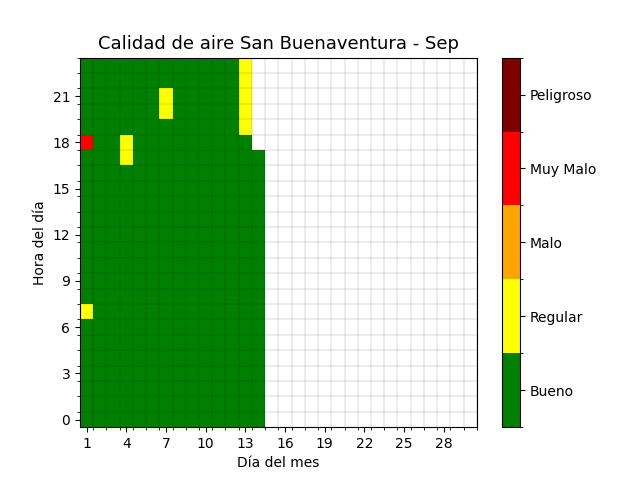 Calidad de aire San Buenaventura - Sep
Hora del día
21
18
15
12
9
6
3
0
1 4 7 10 13 16 19 22 25 28
Día del mes
Peligroso
Muy Malo
Malo
Regular
Bueno